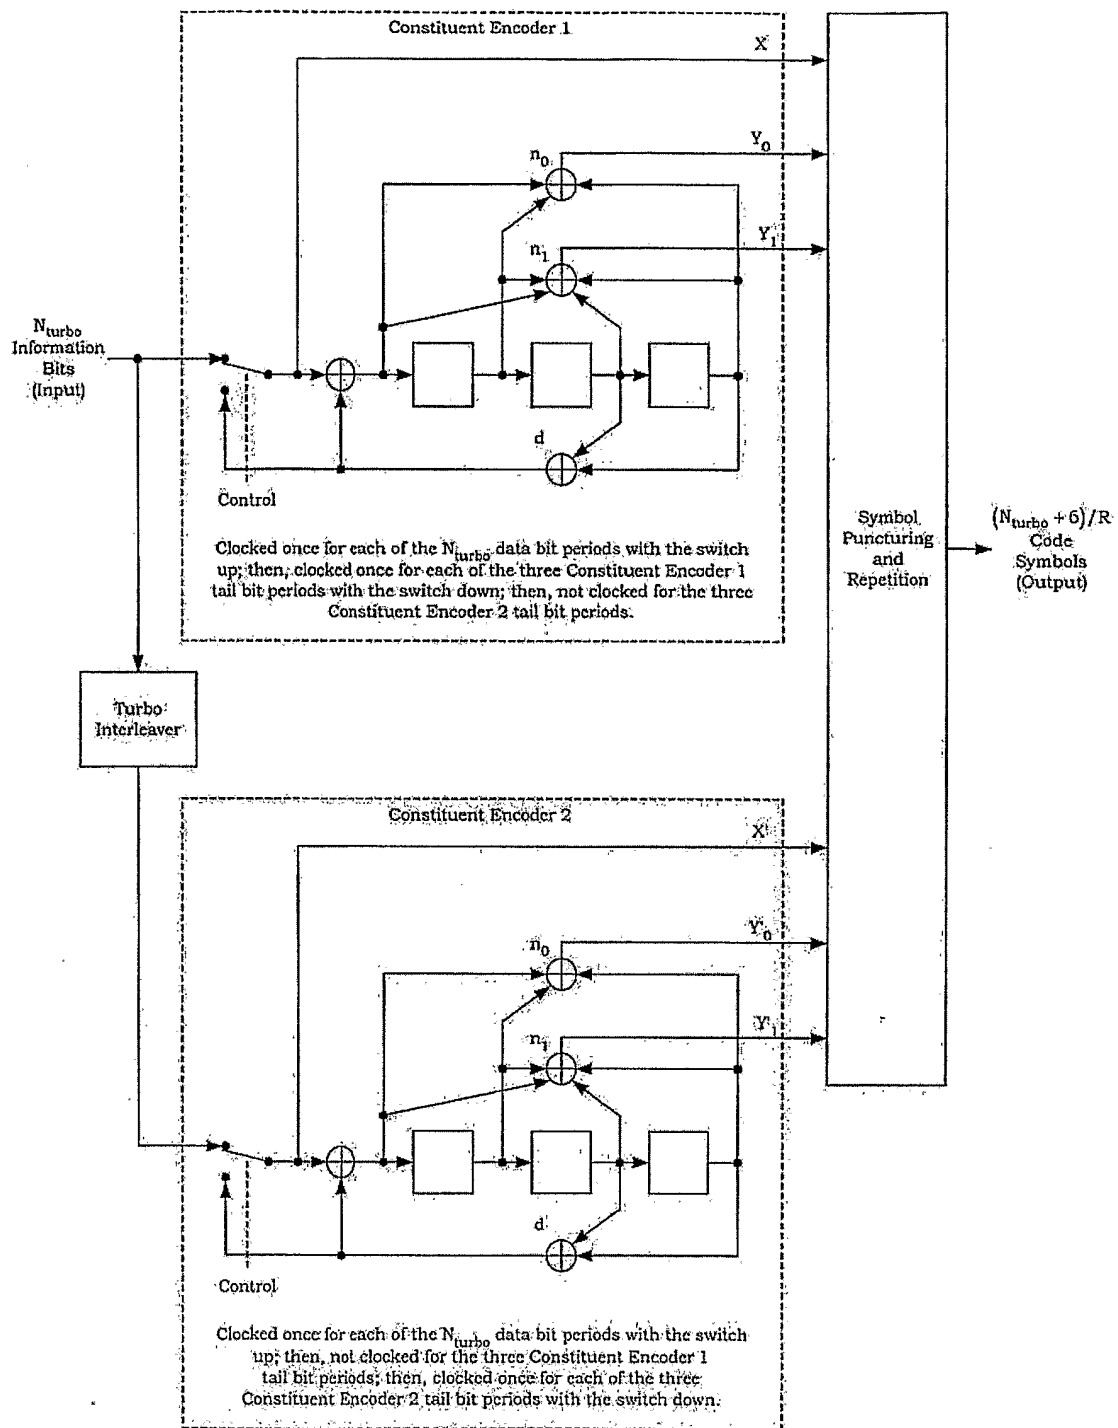 Constituent Encoder 1
X
Y0
n0
Y1
n1
Nturbo
Information
Bits
(Input)
d
Control
Clocked once for each of the Nturbo data bit periods with the switch
up; then, clocked once for each of the three Constituent Encoder 1
tail bit periods with the switch down; then, not clocked for the three
Constituent Encoder 2 tail bit periods.
Symbol
Puncturing
and
Repetition
(Nturbo + 6)/R
Code
Symbols
(Output)
Turbo
Interleaver
Constituent Encoder 2
X'
Y'0
n0
Y'1
n1
d
Control
Clocked once for each of the Nturbo data bit periods with the switch
up; then, not clocked for the three Constituent Encoder 1
tail bit periods; then, clocked once for each of the three
Constituent Encoder 2 tail bit periods with the switch down.